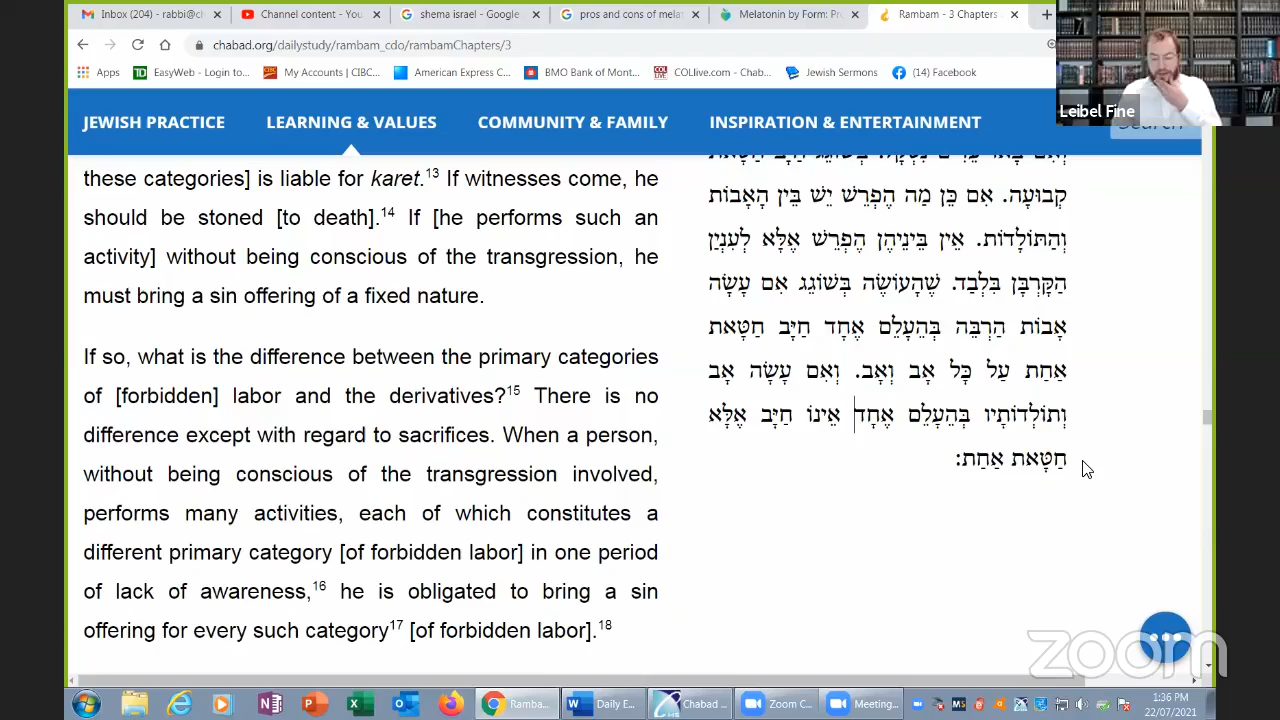 Inbox (204) - rabbi@ch
Channel content - You
shema israel - Google
pros and cons of melat
Melatonin by Form: Pr
Rambam - 3 Chapters
chabad.org/dailystudy/rambam_cdo/rambamChapters/3
Apps
EasyWeb - Login to...
My Accounts | CIBC...
American Express C...
BMO Bank of Mont...
COLlive.com - Chab...
Jewish Sermons
(14) Facebook
Leibel Fine
JEWISH PRACTICE
LEARNING & VALUES
COMMUNITY & FAMILY
INSPIRATION & ENTERTAINMENT
Search
these categories] is liable for karet.13 If witnesses come, he
should be stoned [to death].14 If [he performs such an
activity] without being conscious of the transgression, he
must bring a sin offering of a fixed nature.
If so, what is the difference between the primary categories
of [forbidden] labor and the derivatives?15 There is no
difference except with regard to sacrifices. When a person,
without being conscious of the transgression involved,
performs many activities, each of which constitutes a
different primary category [of forbidden labor] in one period
of lack of awareness,16 he is obligated to bring a sin
offering for every such category17 [of forbidden labor].18
קְבוּעָה. אִם כֵּן מַה הֶפְרֵשׁ יֵשׁ בֵּין הָאָבוֹת
וְהַתּוֹלָדוֹת. אֵין בֵּינֵיהֶן הֶפְרֵשׁ אֶלָּא לְעִנְיַן
הַקָּרְבָּן בִּלְבַד. שֶׁהָעוֹשֶׂה בְּשׁוֹגֵג אִם עָשָׂה
אָבוֹת הַרְבֵּה בְּהֶעְלֵם אֶחָד חַיָּב חַטָּאת
אַחַת עַל כָּל אָב וְאָב. וְאִם עָשָׂה אָב
וְתוֹלְדוֹתָיו בְּהֶעְלֵם אֶחָד אֵינוֹ חַיָּב אֶלָּא
חַטָּאת אַחַת:
zoom
Ramba...
Daily E...
Chabad ...
Zoom C...
Meeting...
1:36 PM
22/07/2021